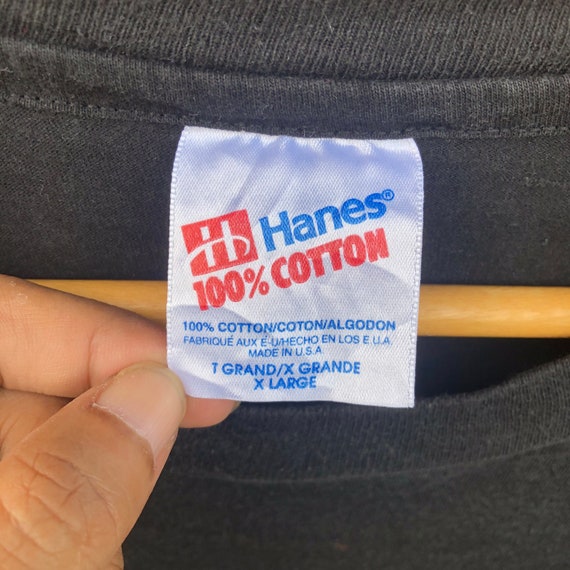 Hanes®
100% COTTON
100% COTTON/COTON/ALGODON
FABRIQUÉ AUX E-U/HECHO EN LOS E.U.A.
MADE IN U.S.A.
T GRAND/X GRANDE
X LARGE